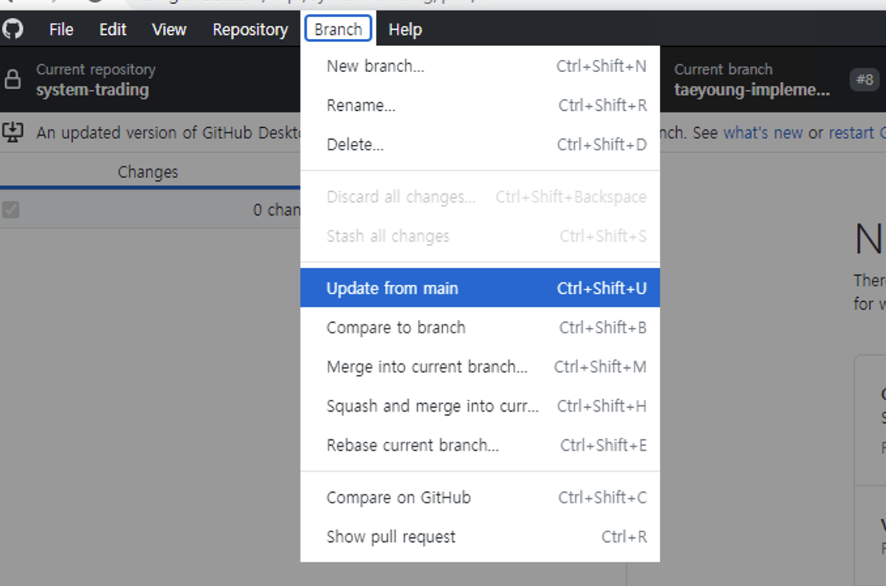 File Edit View Repository Branch Help
Current repository
system-trading
Current branch
taeyoung-impleme...
#8
An updated version of GitHub
nch. See what's new or restart
Changes
0 chan
New branch... Ctrl+Shift+N
Rename... Ctrl+Shift+R
Delete... Ctrl+Shift+D
Discard all changes... Ctrl+Shift+Backspace
Stash all changes Ctrl+Shift+S
Update from main Ctrl+Shift+U
Compare to branch Ctrl+Shift+B
Merge into current branch... Ctrl+Shift+M
Squash and merge into curr... Ctrl+Shift+H
Rebase current branch... Ctrl+Shift+E
Compare on GitHub Ctrl+Shift+C
Show pull request Ctrl+R
N
Ther
for